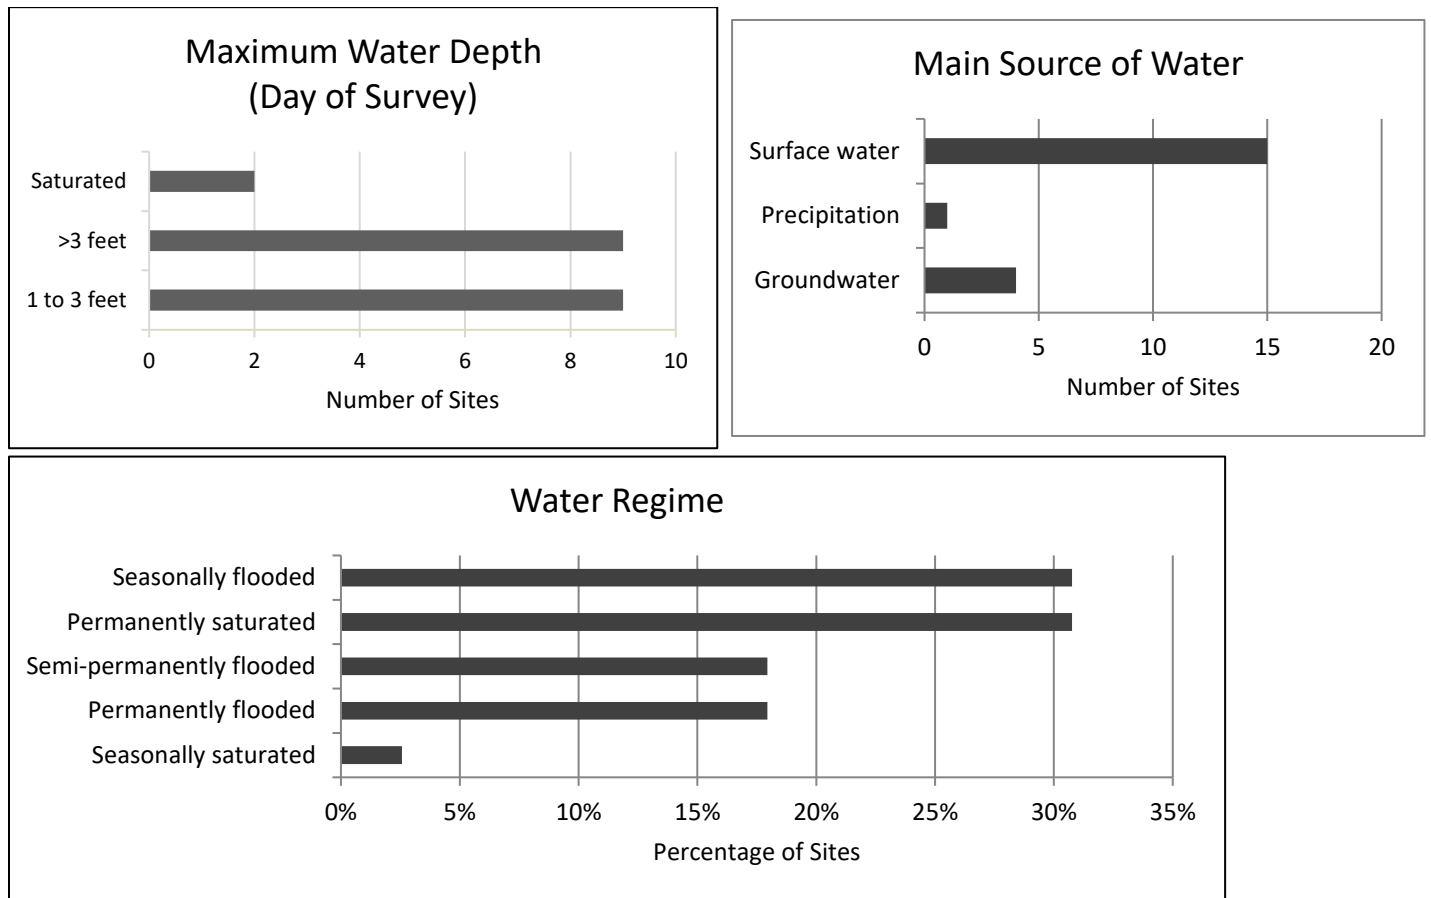 Maximum Water Depth
(Day of Survey)
Saturated
>3 feet
1 to 3 feet
0 2 4 6 8 10
Number of Sites
Main Source of Water
Surface water
Precipitation
Groundwater
0 5 10 15 20
Number of Sites
Water Regime
Seasonally flooded
Permanently saturated
Semi-permanently flooded
Permanently flooded
Seasonally saturated
0% 5% 10% 15% 20% 25% 30% 35%
Percentage of Sites